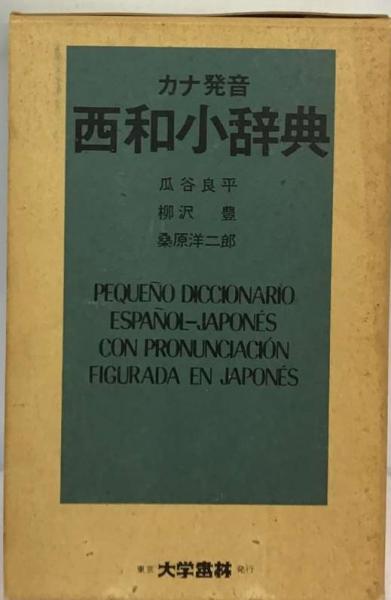 カナ発音
西和小辞典
瓜谷良平
柳沢 豊
桑原洋二郎
PEQUEÑO DICCIONARIO
ESPAÑOL-JAPONÉS
CON PRONUNCIACIÓN
FIGURADA EN JAPONÉS
東京 大学書林 発行